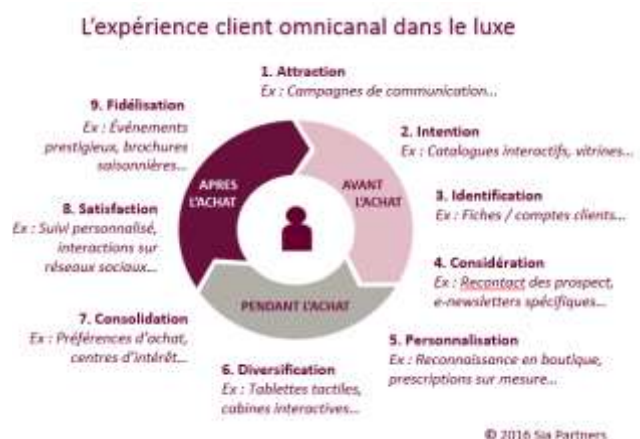 L'expérience client omnicanal dans le luxe
1. Attraction
Ex : Campagnes de communication...
2. Intention
Ex : Catalogues interactifs, vitrines...
3. Identification
Ex : Fiches / comptes clients...
4. Considération
Ex : Recontact des prospect,
e-newsletters spécifiques...
5. Personnalisation
Ex : Reconnaissance en boutique,
prescriptions sur mesure...
6. Diversification
Ex : Tablettes tactiles,
cabines interactives...
7. Consolidation
Ex : Préférences d'achat,
centres d'intérêt...
8. Satisfaction
Ex : Suivi personnalisé,
interactions sur
réseaux sociaux...
9. Fidélisation
Ex : Événements
prestigieux, brochures
saisonnières...
AVANT
L'ACHAT
PENDANT L'ACHAT
APRES
L'ACHAT
© 2016 Sia Partners